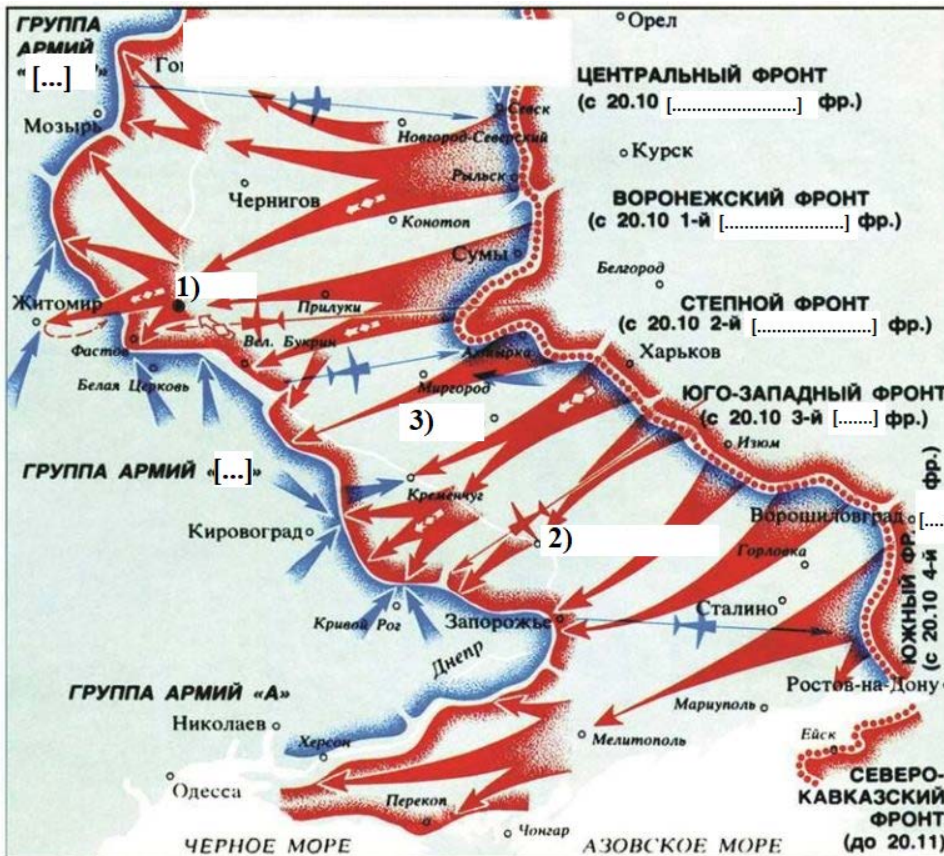 ГРУППА
АРМИЙ
« [...] »
Гом
Орел
ЦЕНТРАЛЬНЫЙ ФРОНТ
(с 20.10 [.........................] фр.)
Мозырь
Севск
Новгород-Северский
Курск
Рыльск
Чернигов
ВОРОНЕЖСКИЙ ФРОНТ
(с 20.10 1-й [.......................] фр.)
Конотоп
Сумы
Белгород
1)
Житомир
Прилуки
СТЕПНОЙ ФРОНТ
(с 20.10 2-й [.......................] фр.)
Фастов
Вел. Букрин
Ахтырка
Харьков
Белая Церковь
Миргород
ЮГО-ЗАПАДНЫЙ ФРОНТ
(с 20.10 3-й [.......] фр.)
3)
Изюм
ГРУППА АРМИЙ «[...]»
Кременчуг
Кировоград
Ворошиловград
2)
Горловка
ЮЖНЫЙ ФР.
(с 20.10 4-й [.... фр)
Кривой Рог
Запорожье
Сталино
Днепр
ГРУППА АРМИЙ «А»
Ростов-на-Дону
Николаев
Мариуполь
Херсон
Мелитополь
Ейск
Одесса
Перекоп
СЕВЕРО-
КАВКАЗСКИЙ
ФРОНТ
(до 20.11)
Чонгар
ЧЕРНОЕ МОРЕ
АЗОВСКОЕ МОРЕ